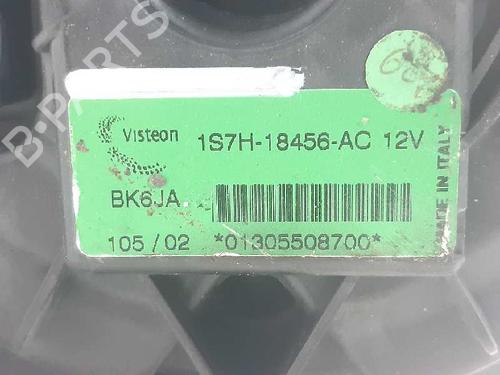 B-PARTS
Visteon
1S7H-18456-AC 12V
BK6JA
105/02 *01305508700*
MADE IN ITALY